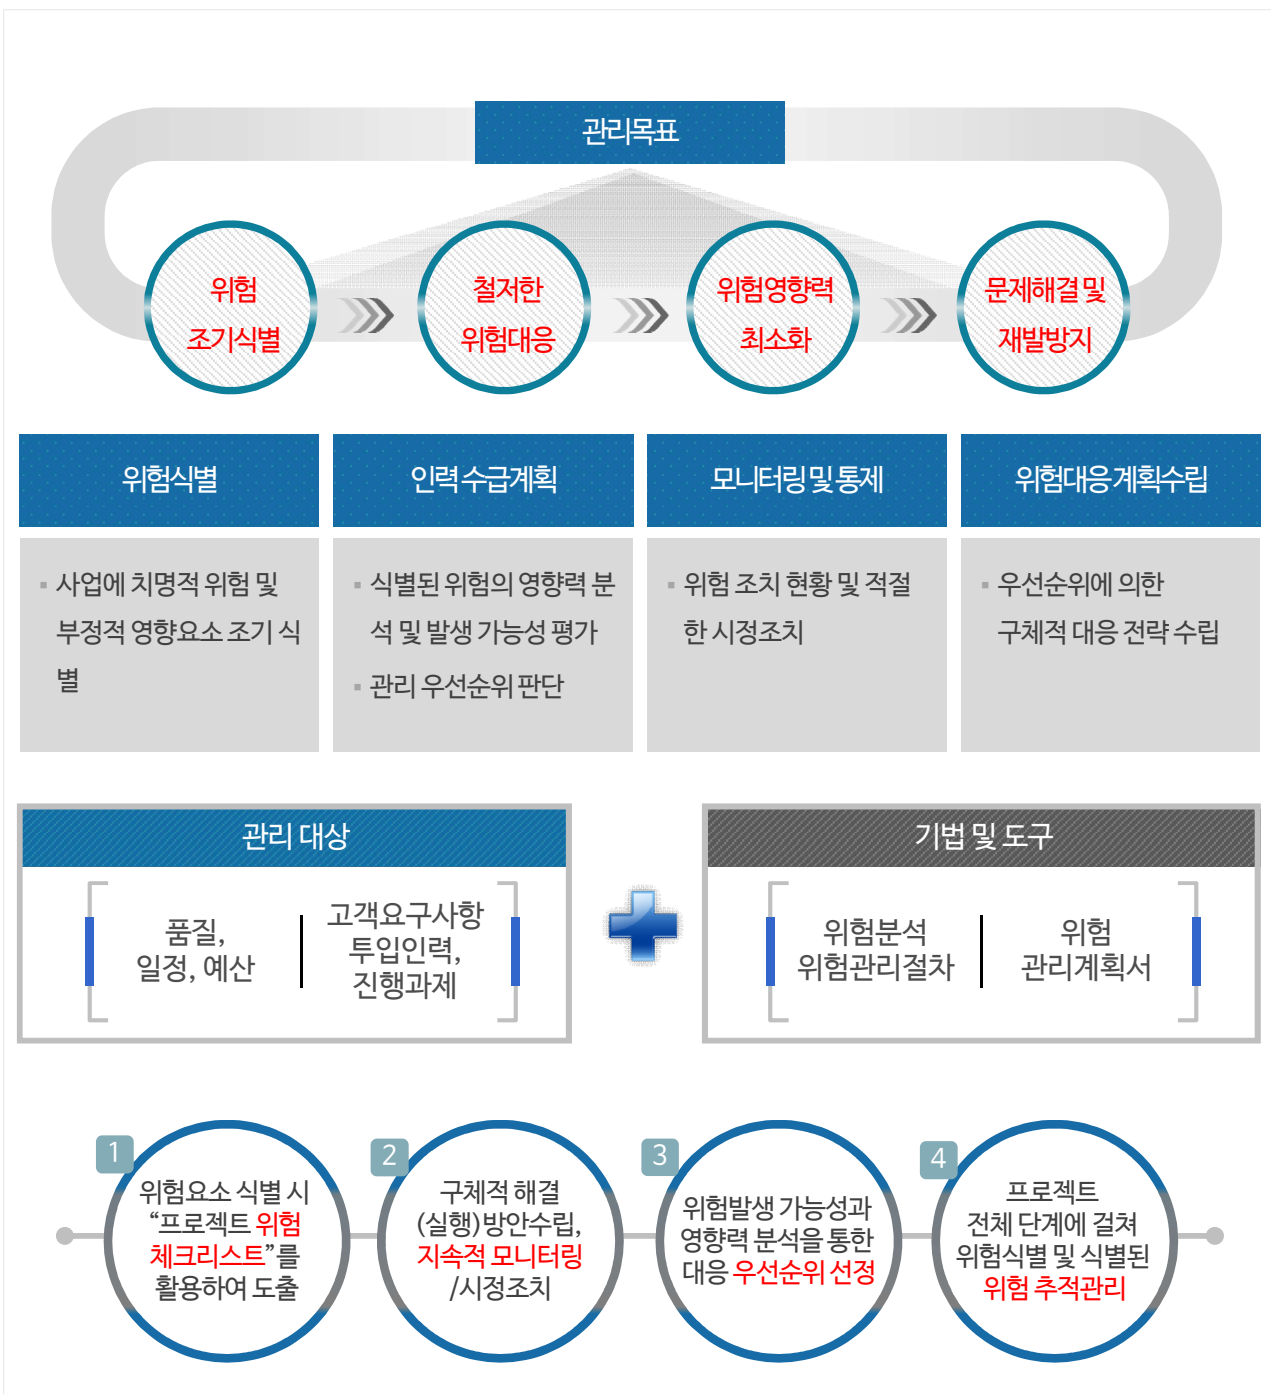 관리목표
위험
조기식별
철저한
위험대응
위험영향력
최소화
문제해결 및
재발방지
위험식별
인력 수급계획
모니터링 및 통제
위험대응 계획수립
▪ 사업에 치명적 위험 및
부정적 영향요소 조기 식
별
▪ 식별된 위험의 영향력 분
석 및 발생 가능성 평가
▪ 관리 우선순위 판단
▪ 위험 조치 현황 및 적절
한 시정조치
▪ 우선순위에 의한
구체적 대응 전략 수립
관리 대상
품질,
일정, 예산
고객요구사항
투입인력,
진행과제
기법 및 도구
위험분석
위험관리절차
위험
관리계획서
1
위험요소 식별 시
“프로젝트 위험
체크리스트”를
활용하여 도출
2
구체적 해결
(실행)방안수립,
지속적 모니터링
/시정조치
3
위험발생 가능성과
영향력 분석을 통한
대응 우선순위 선정
4
프로젝트
전체 단계에 걸쳐
위험식별 및 식별된
위험 추적관리